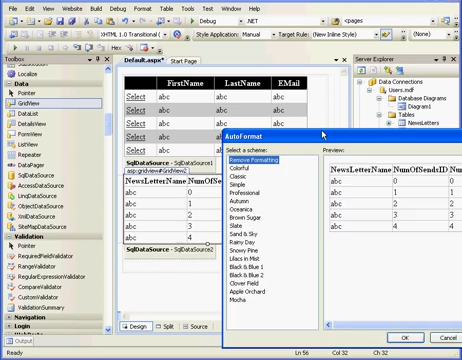 File Edit View Website Build Debug Format Layout Tools Test Window Help
Debug .NET <pages
XHTML 1.0 Transitional ( Style Application: Manual Target Rule: (New Inline Style) (None)
Hex
Toolbox
Localize
Data
Pointer
GridView
DataList
DetailsView
FormView
ListView
Repeater
DataPager
SqlDataSource
AccessDataSource
LinqDataSource
ObjectDataSource
XmlDataSource
SiteMapDataSource
Validation
Pointer
RequiredFieldValidator
RangeValidator
RegularExpressionValidator
CompareValidator
CustomValidator
ValidationSummary
Navigation
Login
Output
Ready
Default.aspx* Start Page
FirstName LastName EMail
Select abc abc abc
Select abc abc abc
Select abc abc abc
Select abc abc abc
Select abc
SqlDataSource - SqlDataSource1
asp:gridview#GridView2
NewsLetterName NumOfSe
abc 0
abc 1
abc 2
abc 3
abc 4
SqlDataSource - SqlDataSource2
Design Split Source
Ln 56 Col 32 Ch 32
Server Explorer
Data Connections
Users.mdf
Database Diagrams
Diagram1
Tables
NewsLetters
AutoFormat
Select a scheme:
Remove Formatting
Colorful
Classic
Simple
Professional
Autumn
Oceanica
Brown Sugar
Slate
Sand & Sky
Rainy Day
Snowy Pine
Lilacs in Mist
Black & Blue 1
Black & Blue 2
Clover Field
Apple Orchard
Mocha
Preview:
NewsLetterName NumOfSendsID Num
abc 0 0
abc 1 1
abc 2 2
abc 3 3
abc 4 4
OK Cancel